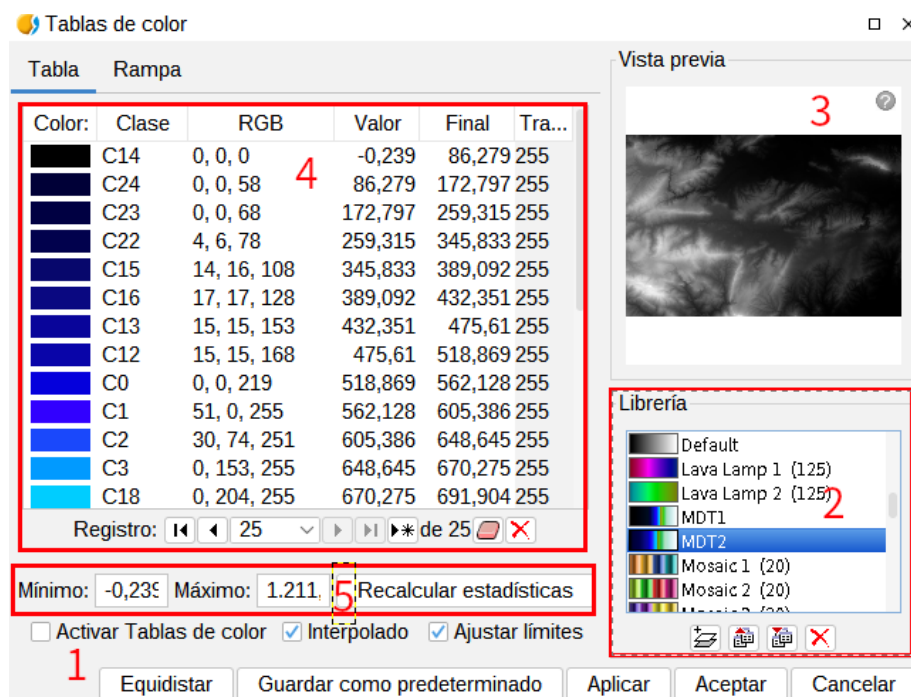 Tablas de color
Tabla Rampa
Color: Clase RGB Valor Final Tra...
C14 0, 0, 0 -0,239 86,279 255
C24 0, 0, 58 86,279 172,797 255
C23 0, 0, 68 172,797 259,315 255
C22 4, 6, 78 259,315 345,833 255
C15 14, 16, 108 345,833 389,092 255
C16 17, 17, 128 389,092 432,351 255
C13 15, 15, 153 432,351 475,61 255
C12 15, 15, 168 475,61 518,869 255
C0 0, 0, 219 518,869 562,128 255
C1 51, 0, 255 562,128 605,386 255
C2 30, 74, 251 605,386 648,645 255
C3 0, 153, 255 648,645 670,275 255
C18 0, 204, 255 670,275 691,904 255
4
Registro: 25 de 25
Mínimo: -0,239 Máximo: 1.211, 5 Recalcular estadísticas
Activar Tablas de color Interpolado Ajustar límites
1
Vista previa
3
?
Librería
Default
Lava Lamp 1 (125)
Lava Lamp 2 (125)
2
MDT1
MDT2
Mosaic 1 (20)
Mosaic 2 (20)
Equidistar Guardar como predeterminado Aplicar Aceptar Cancelar